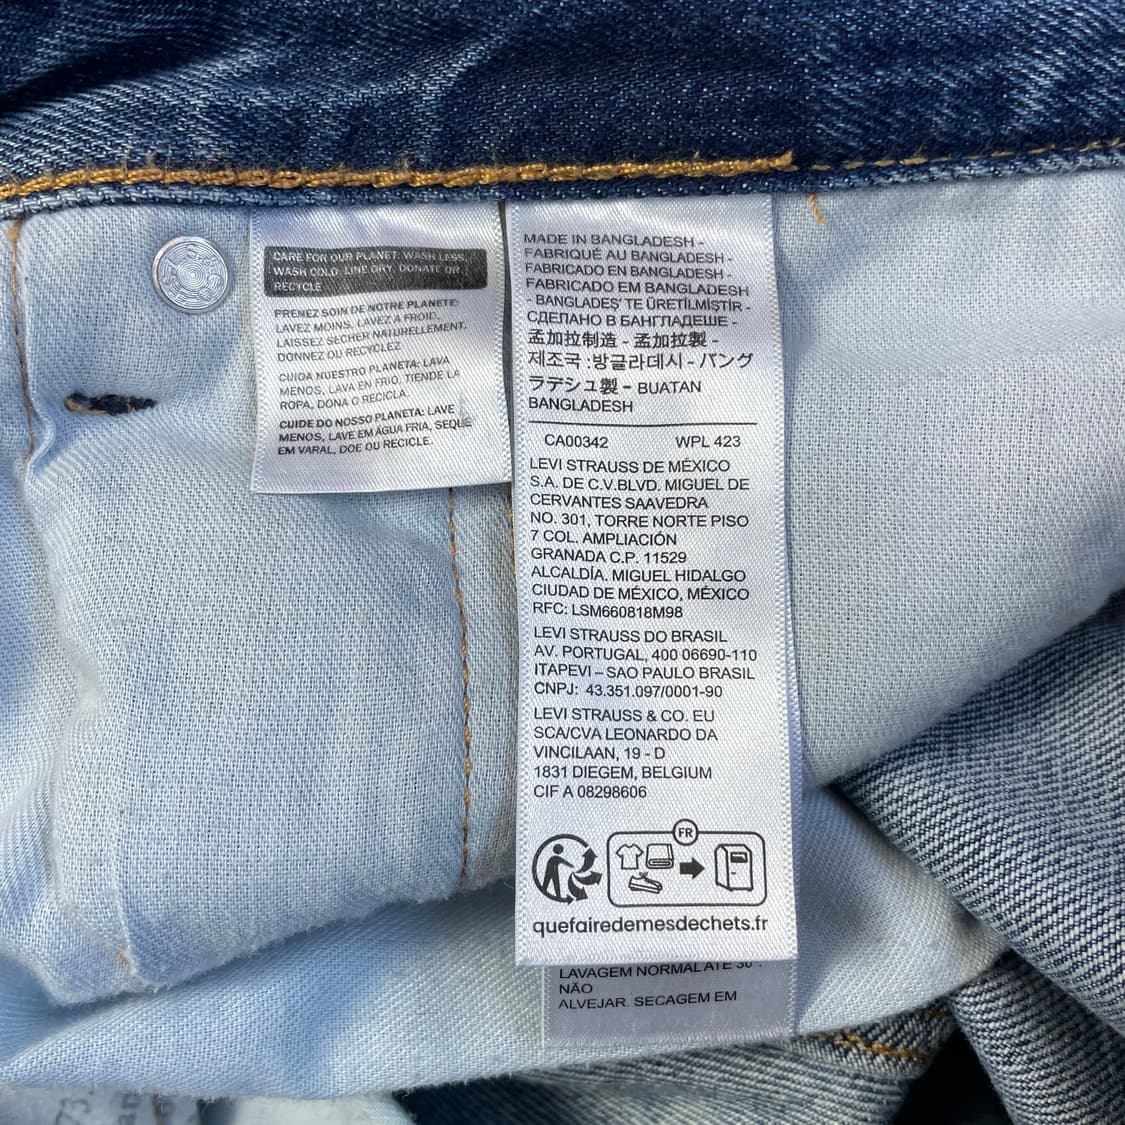 CARE FOR OUR PLANET: WASH LESS,
WASH COLD, LINE DRY, DONATE OR
RECYCLE
PRENEZ SOIN DE NOTRE PLANETE:
LAVEZ MOINS, LAVEZ A FROID,
LAISSEZ SECHER NATURELLEMENT,
DONNEZ OU RECYCLEZ
CUIDA NUESTRO PLANETA: LAVA
MENOS, LAVA EN FRIO, TIENDE LA
ROPA, DONA O RECICLA.
CUIDE DO NOSSO PLANETA: LAVE
MENOS, LAVE EM AGUA FRIA, SEQUE
EM VARAL, DOE OU RECICLE.
MADE IN BANGLADESH -
FABRIQUÉ AU BANGLADESH -
FABRICADO EN BANGLADESH -
FABRICADO EM BANGLADESH
- BANGLADEŞ' TE ÜRETİLMİŞTİR -
СДЕЛАНО В БАНГЛАДЕШЕ -
孟加拉制造 - 孟加拉製 -
제조국 :방글라데시 - バング
ラデシュ製 - BUATAN
BANGLADESH
CA00342 WPL 423
LEVI STRAUSS DE MÉXICO
S.A. DE C.V.BLVD. MIGUEL DE
CERVANTES SAAVEDRA
NO. 301, TORRE NORTE PISO
7 COL. AMPLIACIÓN
GRANADA C.P. 11529
ALCALDÍA. MIGUEL HIDALGO
CIUDAD DE MÉXICO, MÉXICO
RFC: LSM660818M98
LEVI STRAUSS DO BRASIL
AV. PORTUGAL, 400 06690-110
ITAPEVI – SAO PAULO BRASIL
CNPJ: 43.351.097/0001-90
LEVI STRAUSS & CO. EU
SCA/CVA LEONARDO DA
VINCILAAN, 19 - D
1831 DIEGEM, BELGIUM
CIF A 08298606
FR
quefairedemesdechets.fr
LAVAGEM NORMAL ATÉ 30°.
NÃO
ALVEJAR. SECAGEM EM